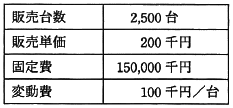 販売台数 2,500 台
販売単価 200 千円
固定費 150,000 千円
変動費 100 千円／台